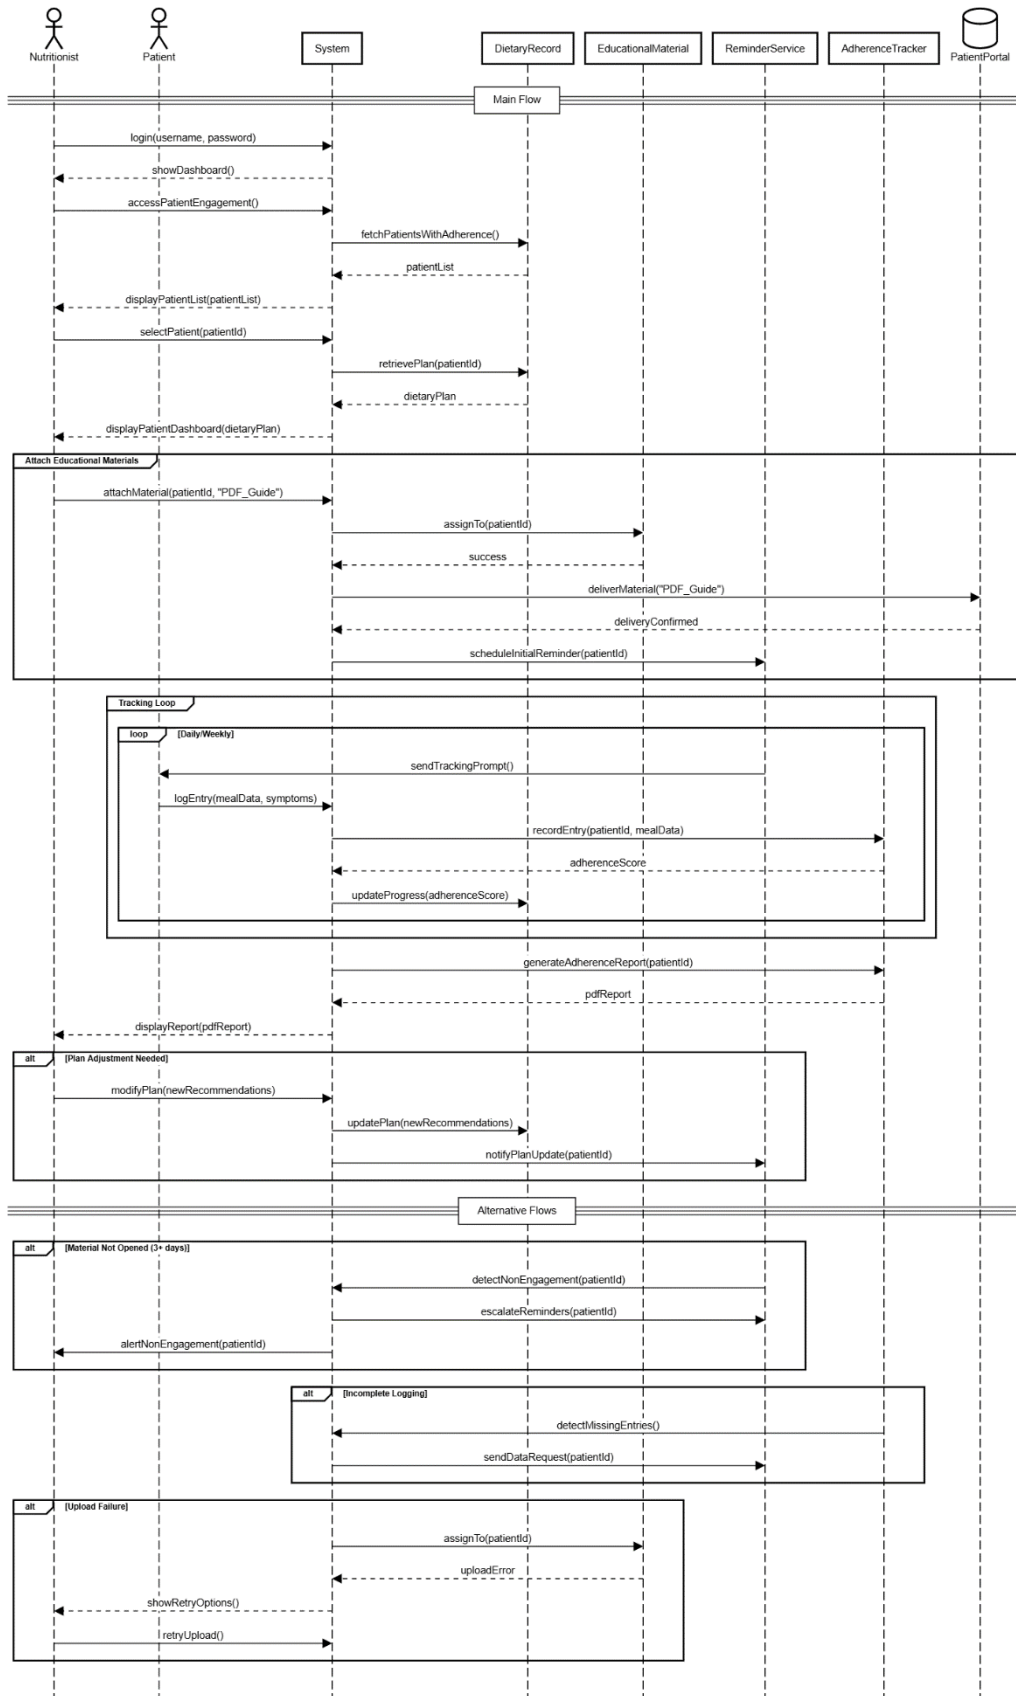 Nutritionist
Patient
System
DietaryRecord
EducationalMaterial
ReminderService
AdherenceTracker
PatientPortal
Main Flow
login(username, password)
showDashboard()
accessPatientEngagement()
fetchPatientsWithAdherence()
patientList
displayPatientList(patientList)
selectPatient(patientId)
retrievePlan(patientId)
dietaryPlan
displayPatientDashboard(dietaryPlan)
Attach Educational Materials
attachMaterial(patientId, "PDF_Guide")
assignTo(patientId)
success
deliverMaterial("PDF_Guide")
deliveryConfirmed
scheduleInitialReminder(patientId)
Tracking Loop
loop [Daily/Weekly]
sendTrackingPrompt()
logEntry(mealData, symptoms)
recordEntry(patientId, mealData)
adherenceScore
updateProgress(adherenceScore)
generateAdherenceReport(patientId)
pdfReport
displayReport(pdfReport)
alt [Plan Adjustment Needed]
modifyPlan(newRecommendations)
updatePlan(newRecommendations)
notifyPlanUpdate(patientId)
Alternative Flows
alt [Material Not Opened (3+ days)]
detectNonEngagement(patientId)
escalateReminders(patientId)
alertNonEngagement(patientId)
alt [Incomplete Logging]
detectMissingEntries()
sendDataRequest(patientId)
alt [Upload Failure]
assignTo(patientId)
uploadError
showRetryOptions()
retryUpload()